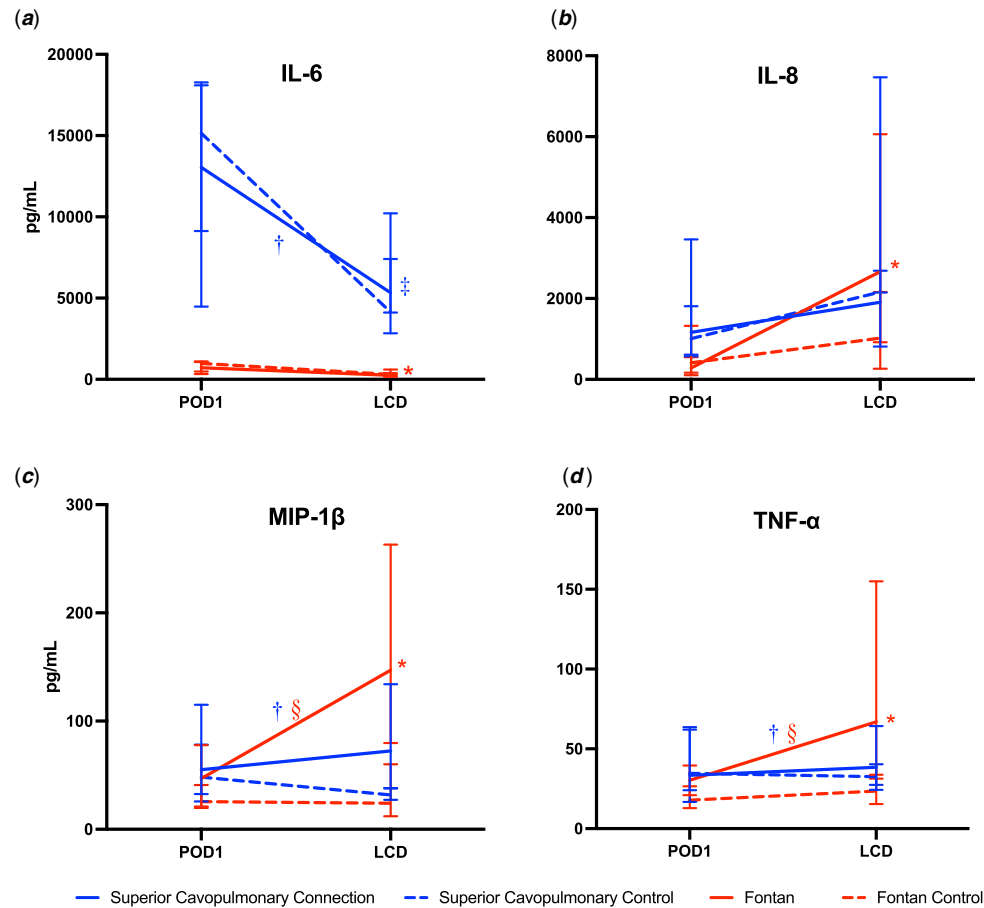 (a)
IL-6
20000
15000
10000
5000
0
pg/mL
†
‡
*
POD1 LCD
(b)
IL-8
8000
6000
4000
2000
0
*
POD1 LCD
(c)
MIP-1β
300
200
100
0
pg/mL
† §
*
POD1 LCD
(d)
TNF-α
200
150
100
50
0
† §
*
POD1 LCD
Superior Cavopulmonary Connection Superior Cavopulmonary Control Fontan Fontan Control